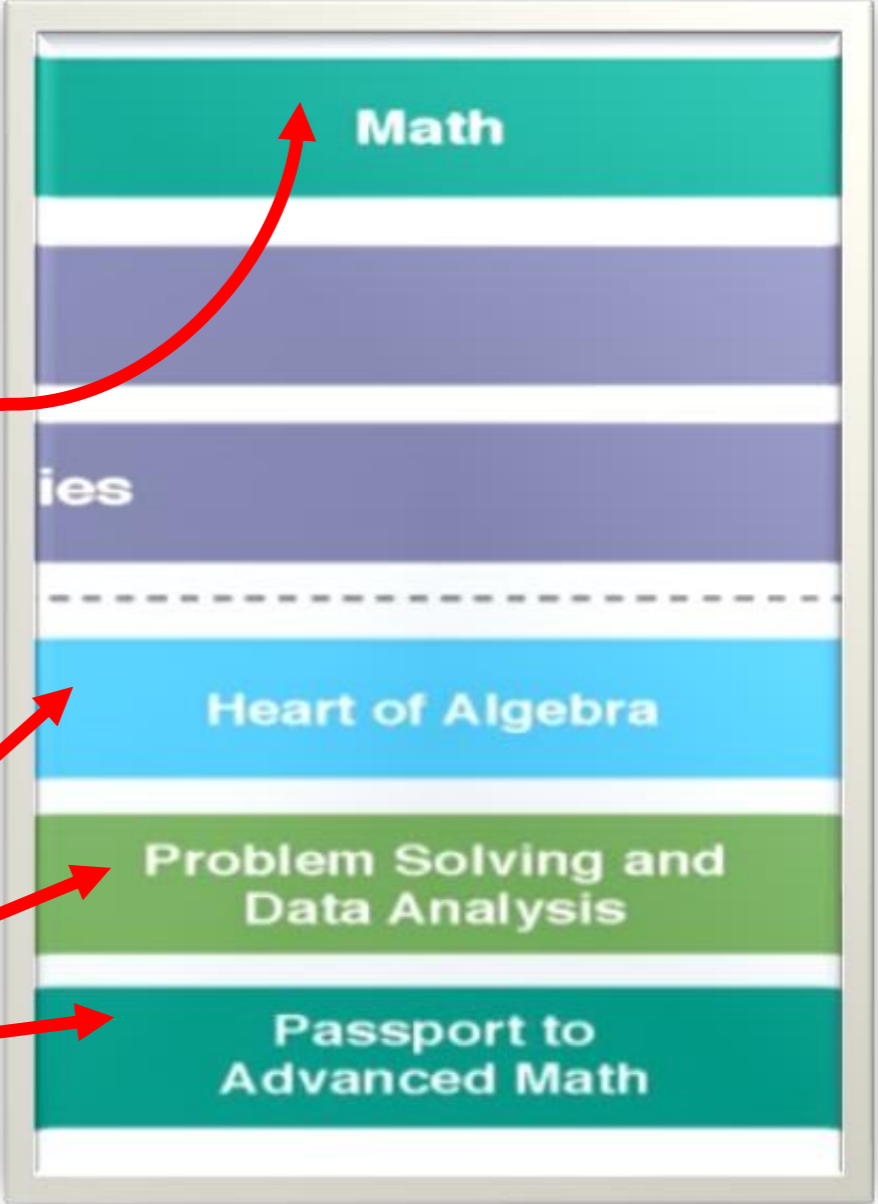 Math
ies
Heart of Algebra
Problem Solving and
Data Analysis
Passport to
Advanced Math